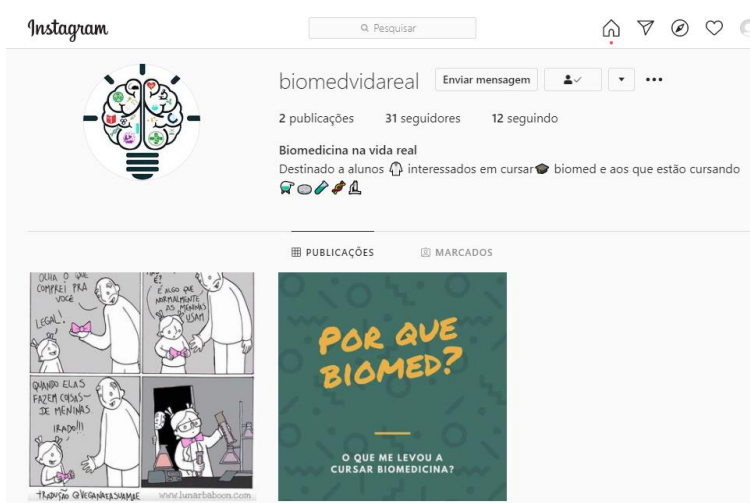 Instagram
Pesquisar
biomedvidareal Enviar mensagem
2 publicações 31 seguidores 12 seguindo
Biomedicina na vida real
Destinado a alunos interessados em cursar biomed e aos que estão cursando
PUBLICAÇÕES MARCADOS
OLHA O QUE
COMPREI PRA
VOCÊ
LEGAL!
É?
É ALGO QUE
NORMALMENTE
AS MENINAS
USAM
QUANDO ELAS
FAZEM COISAS
DE MENINAS
IRADO!!!
TRADUSÃO @VEGANAEASUAMAE www.lunarbaboon.com
POR QUE
BIOMED?
O QUE ME LEVOU A
CURSAR BIOMEDICINA?